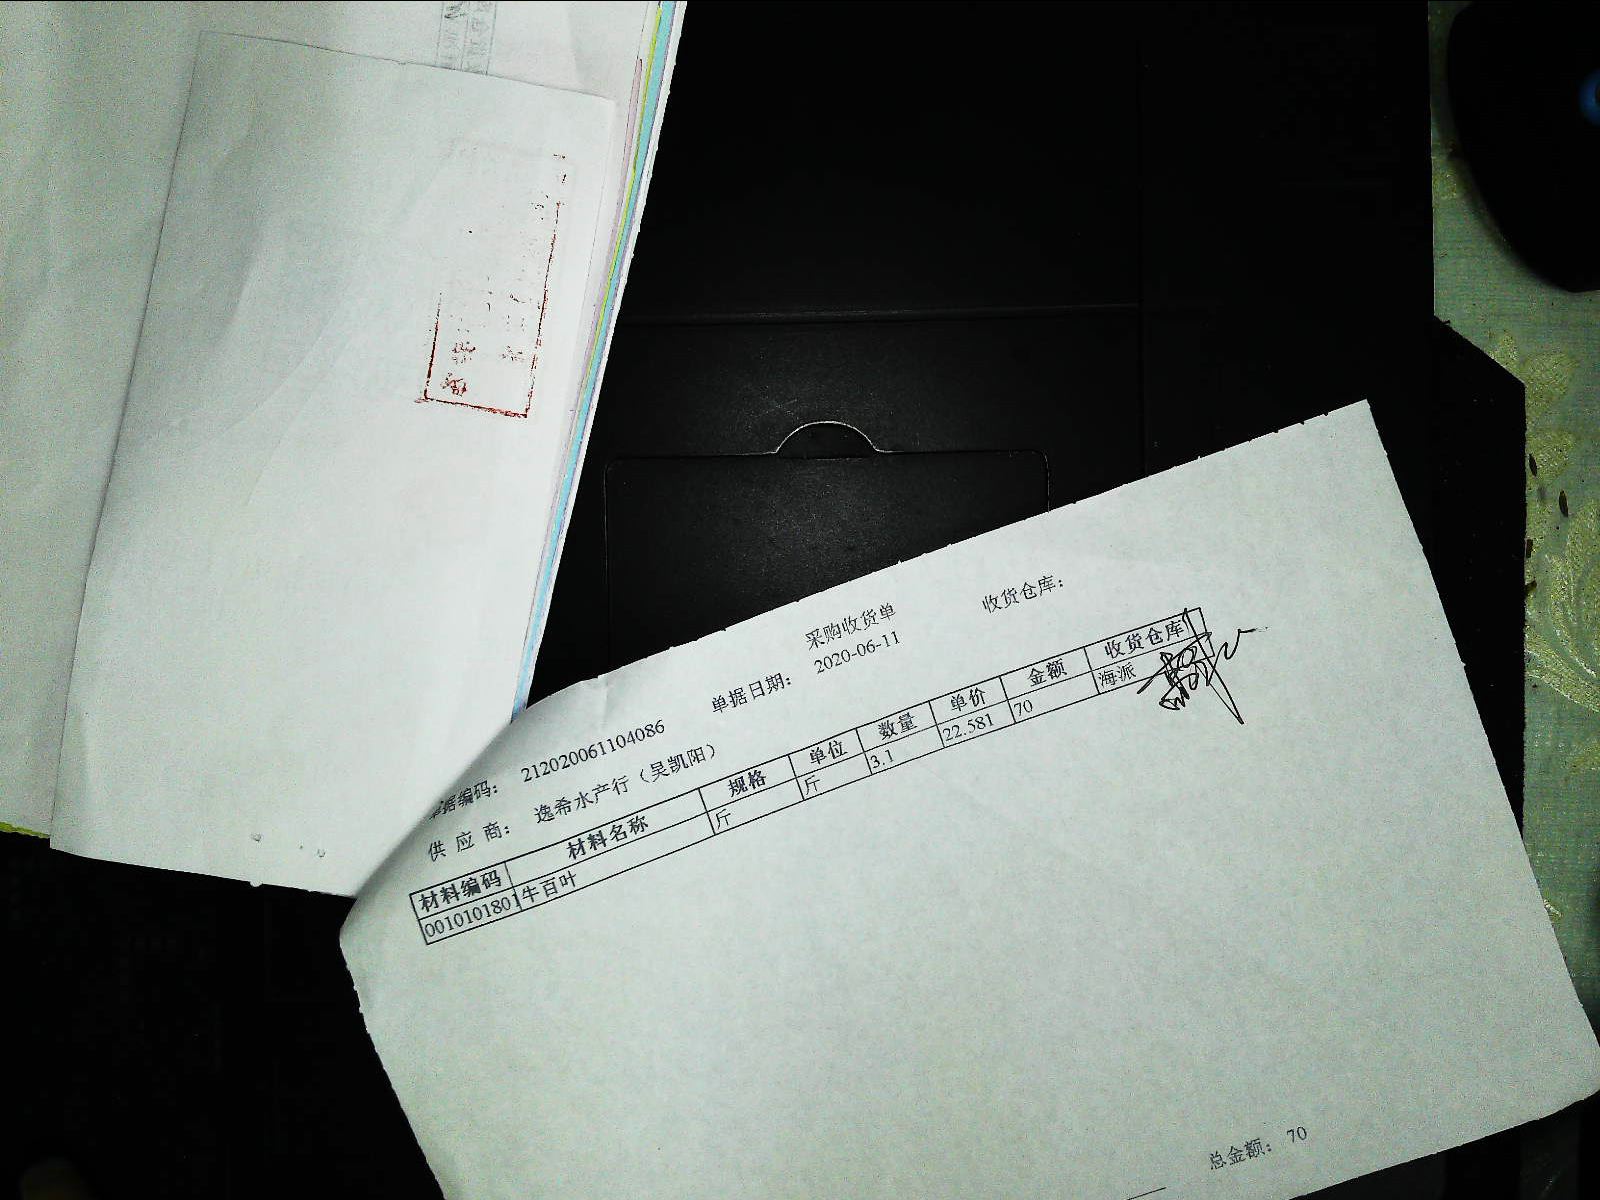 采购收货单
收货仓库：
单据编码： 212020061104086 单据日期： 2020-06-11
供 应 商： 逸希水产行（吴凯阳）
材料编码 材料名称 规格 单位 数量 单价 金额 收货仓库
0010101801 牛百叶 斤 斤 3.1 22.581 70 海派
总金额： 70